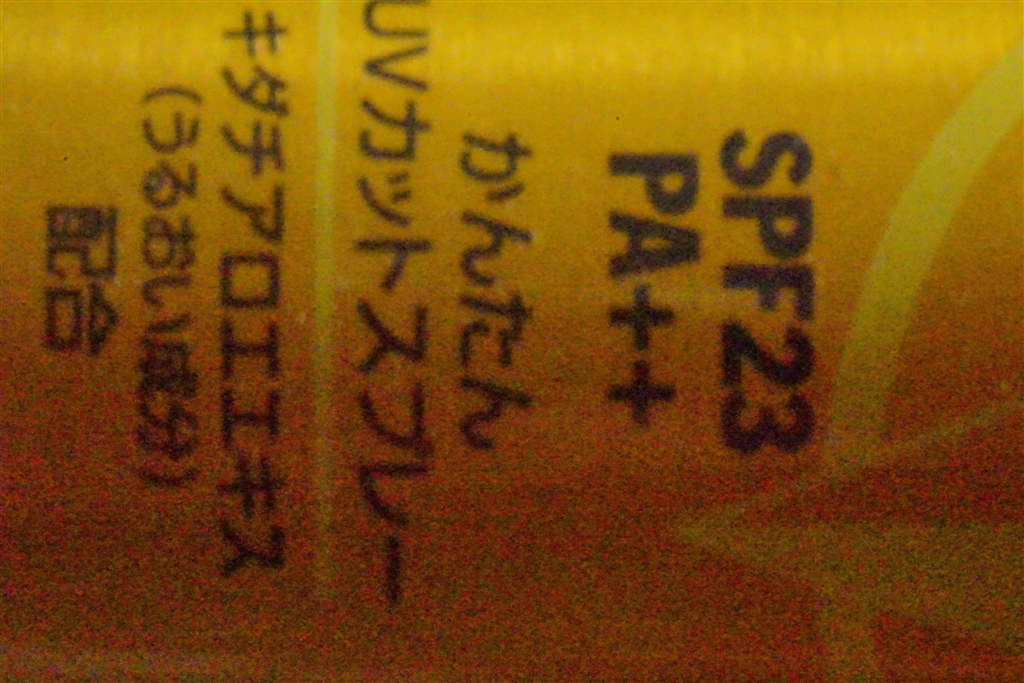 SPF23
PA++
かんたん
UVカットスプレー
キダチアロエエキス
(うるおい成分)
配合